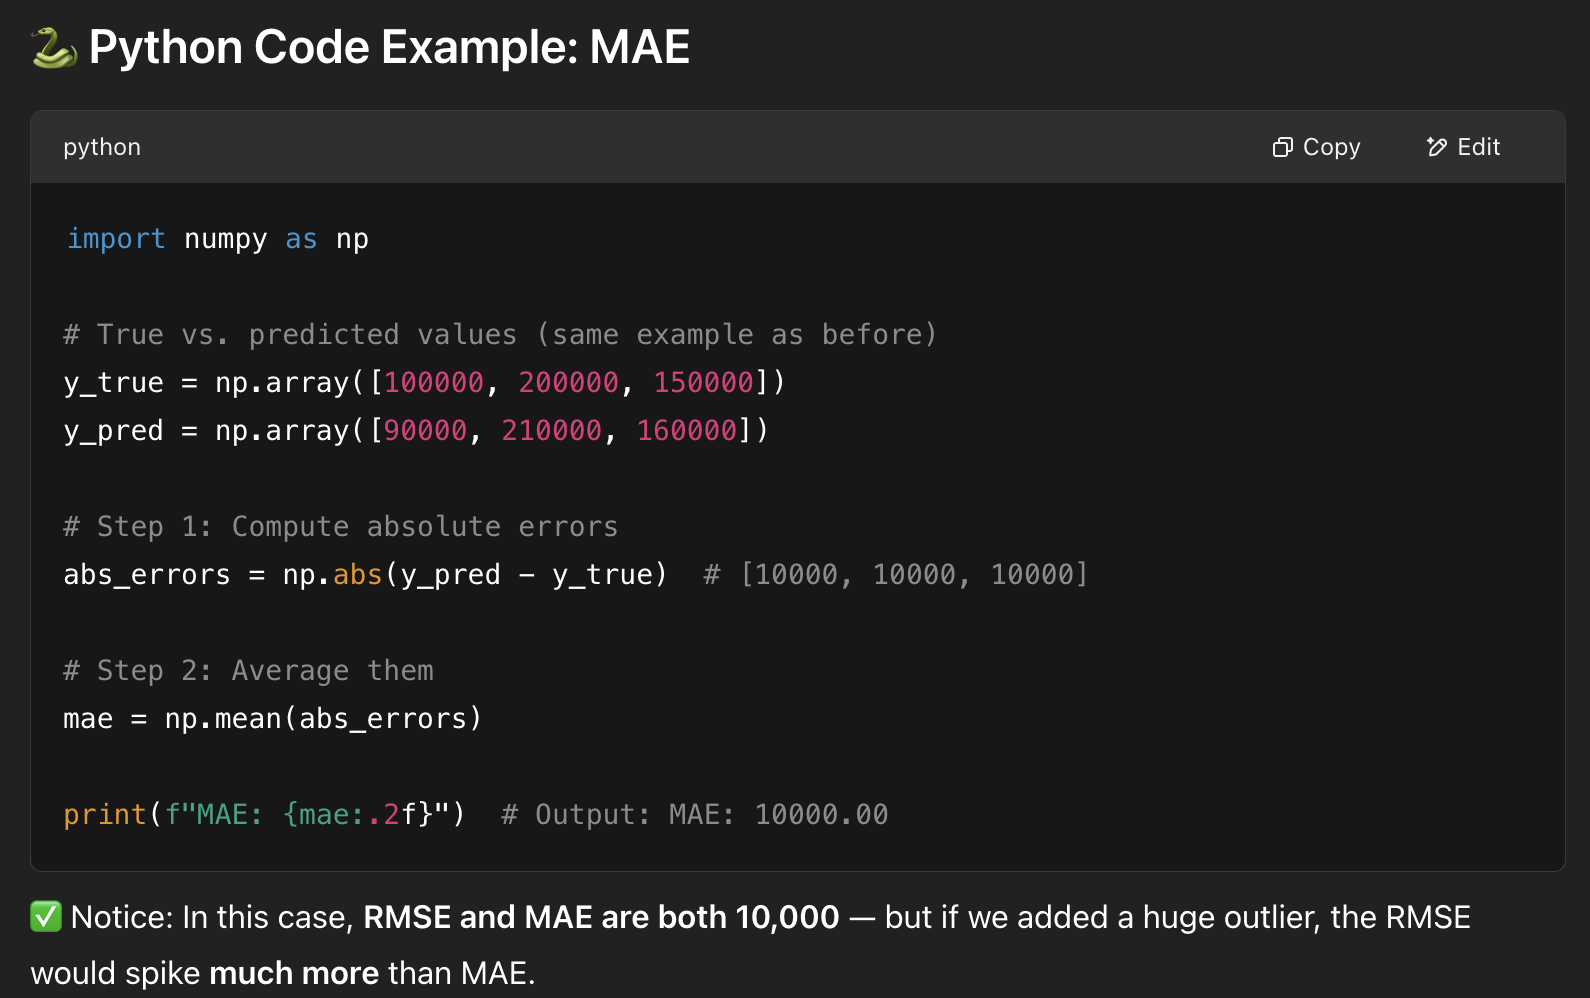 🐍 Python Code Example: MAE
python
Copy
Edit
import numpy as np
# True vs. predicted values (same example as before)
y_true = np.array([100000, 200000, 150000])
y_pred = np.array([90000, 210000, 160000])
# Step 1: Compute absolute errors
abs_errors = np.abs(y_pred - y_true)  # [10000, 10000, 10000]
# Step 2: Average them
mae = np.mean(abs_errors)
print(f"MAE: {mae:.2f}")  # Output: MAE: 10000.00
✅ Notice: In this case, RMSE and MAE are both 10,000 — but if we added a huge outlier, the RMSE
would spike much more than MAE.